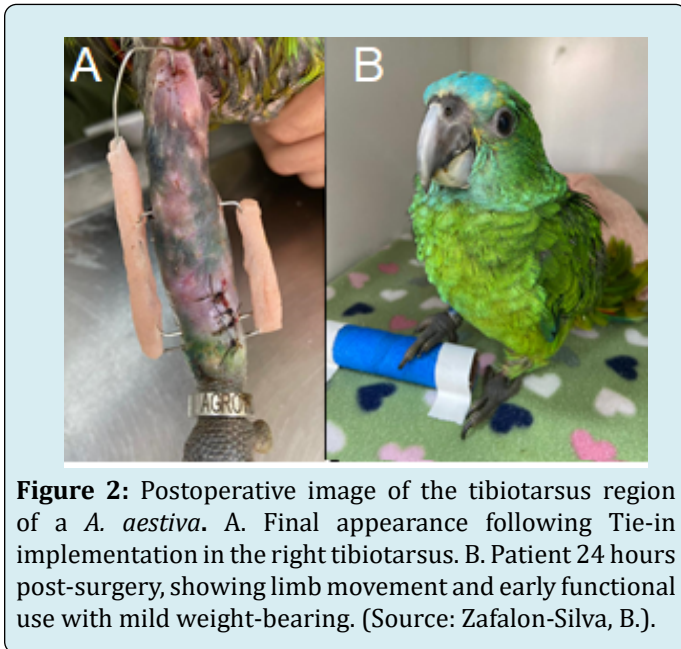 A
B
AGRO
Figure 2: Postoperative image of the tibiotarsus region
of a A. aestiva. A. Final appearance following Tie-in
implementation in the right tibiotarsus. B. Patient 24 hours
post-surgery, showing limb movement and early functional
use with mild weight-bearing. (Source: Zafalon-Silva, B.).